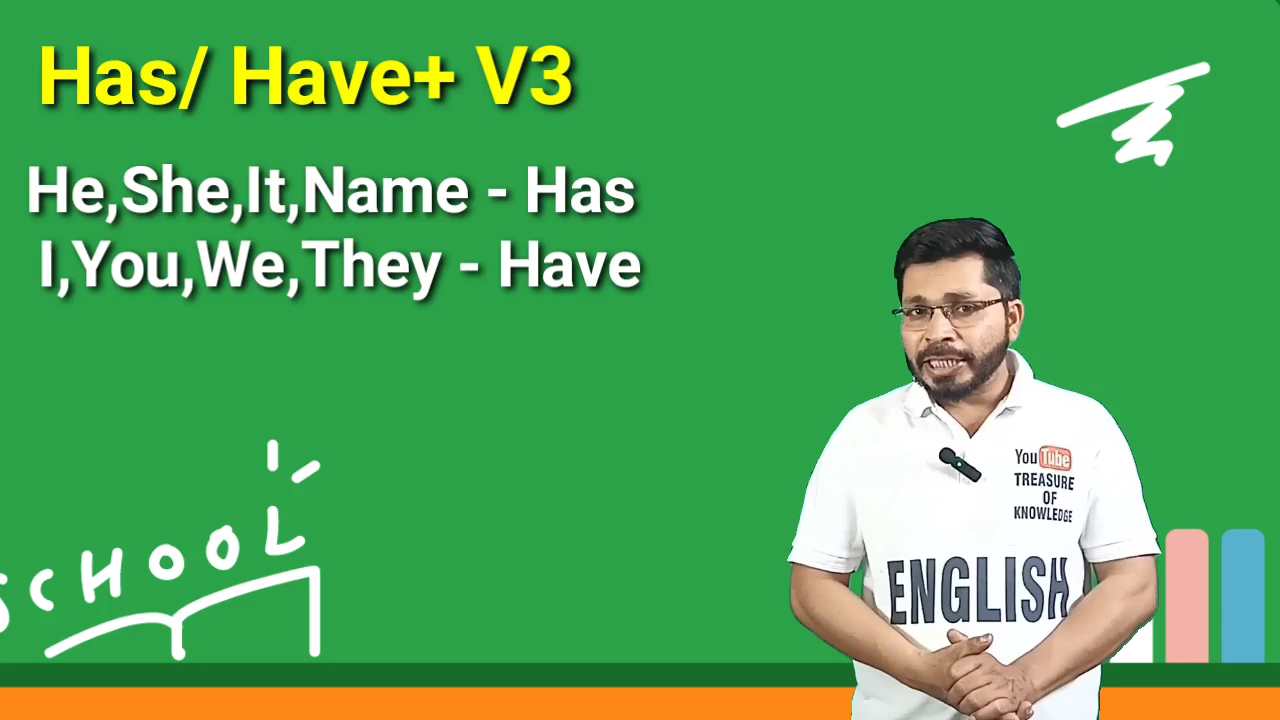 Has/ Have+ V3
He,She,It,Name - Has
I,You,We,They - Have
SCHOOL
YouTube
TREASURE
OF
KNOWLEDGE
ENGLISH